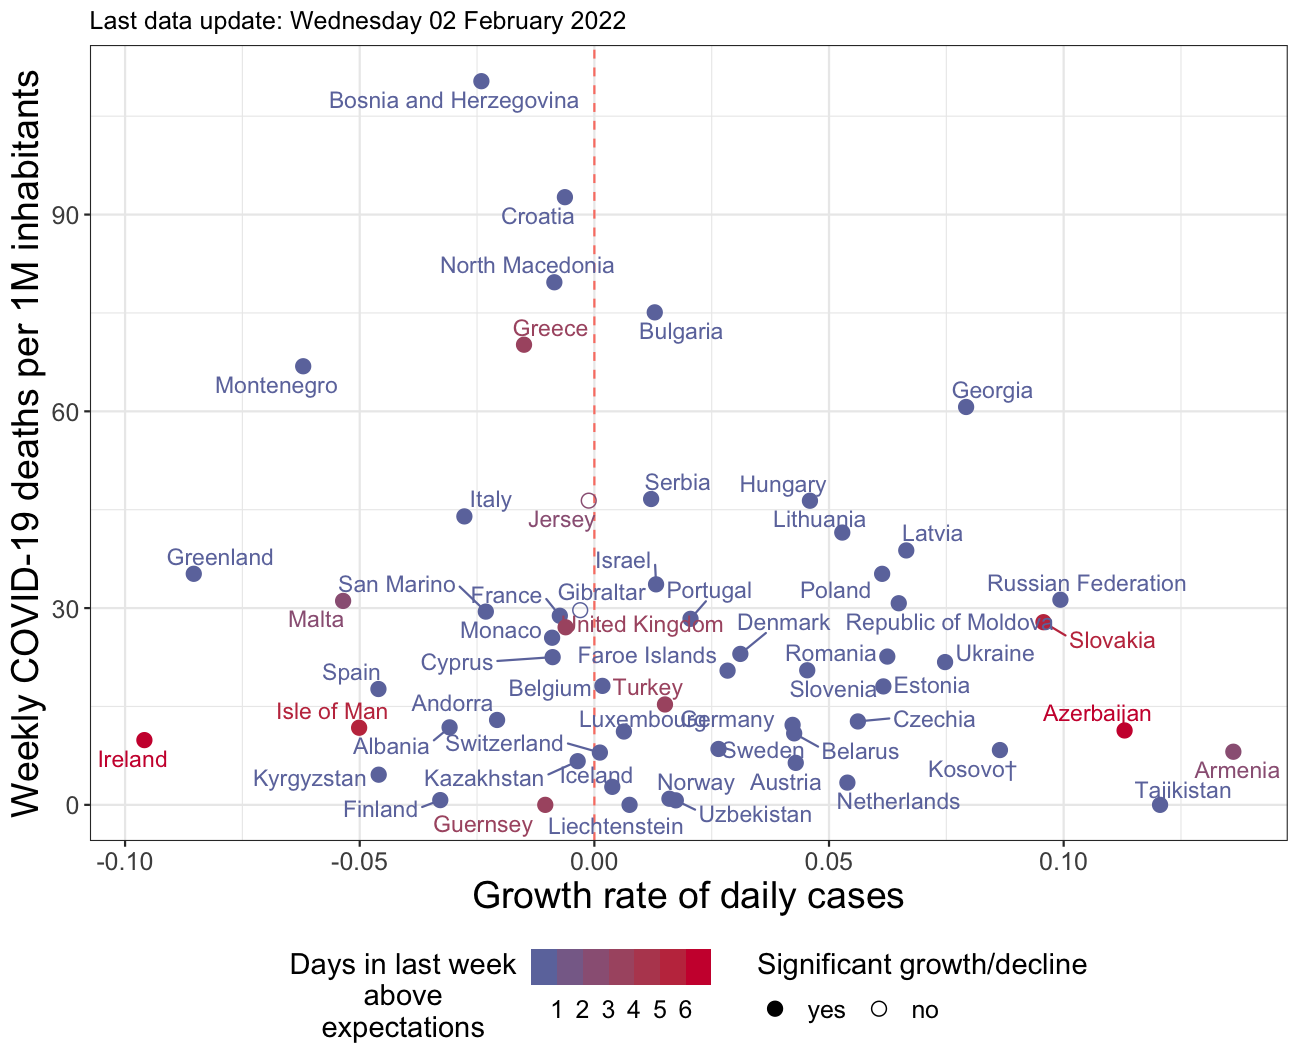 Last data update: Wednesday 02 February 2022
Weekly COVID-19 deaths per 1M inhabitants
90
60
30
0
Bosnia and Herzegovina
Croatia
North Macedonia
Bulgaria
Greece
Montenegro
Georgia
Serbia
Hungary
Italy
Jersey
Lithuania
Latvia
Greenland
Israel
San Marino
France
Gibraltar
Portugal
Poland
Russian Federation
Malta
Monaco
United Kingdom
Denmark
Republic of Moldova
Slovakia
Cyprus
Faroe Islands
Romania
Ukraine
Spain
Belgium
Turkey
Slovenia
Estonia
Isle of Man
Andorra
Luxembourg
Germany
Czechia
Azerbaijan
Albania
Switzerland
Sweden
Belarus
Ireland
Kosovo†
Armenia
Kyrgyzstan
Kazakhstan
Iceland
Norway
Austria
Tajikistan
Finland
Guernsey
Liechtenstein
Uzbekistan
Netherlands
-0.10
-0.05
0.00
0.05
0.10
Growth rate of daily cases
Days in last week
above
expectations
1 2 3 4 5 6
Significant growth/decline
yes
no